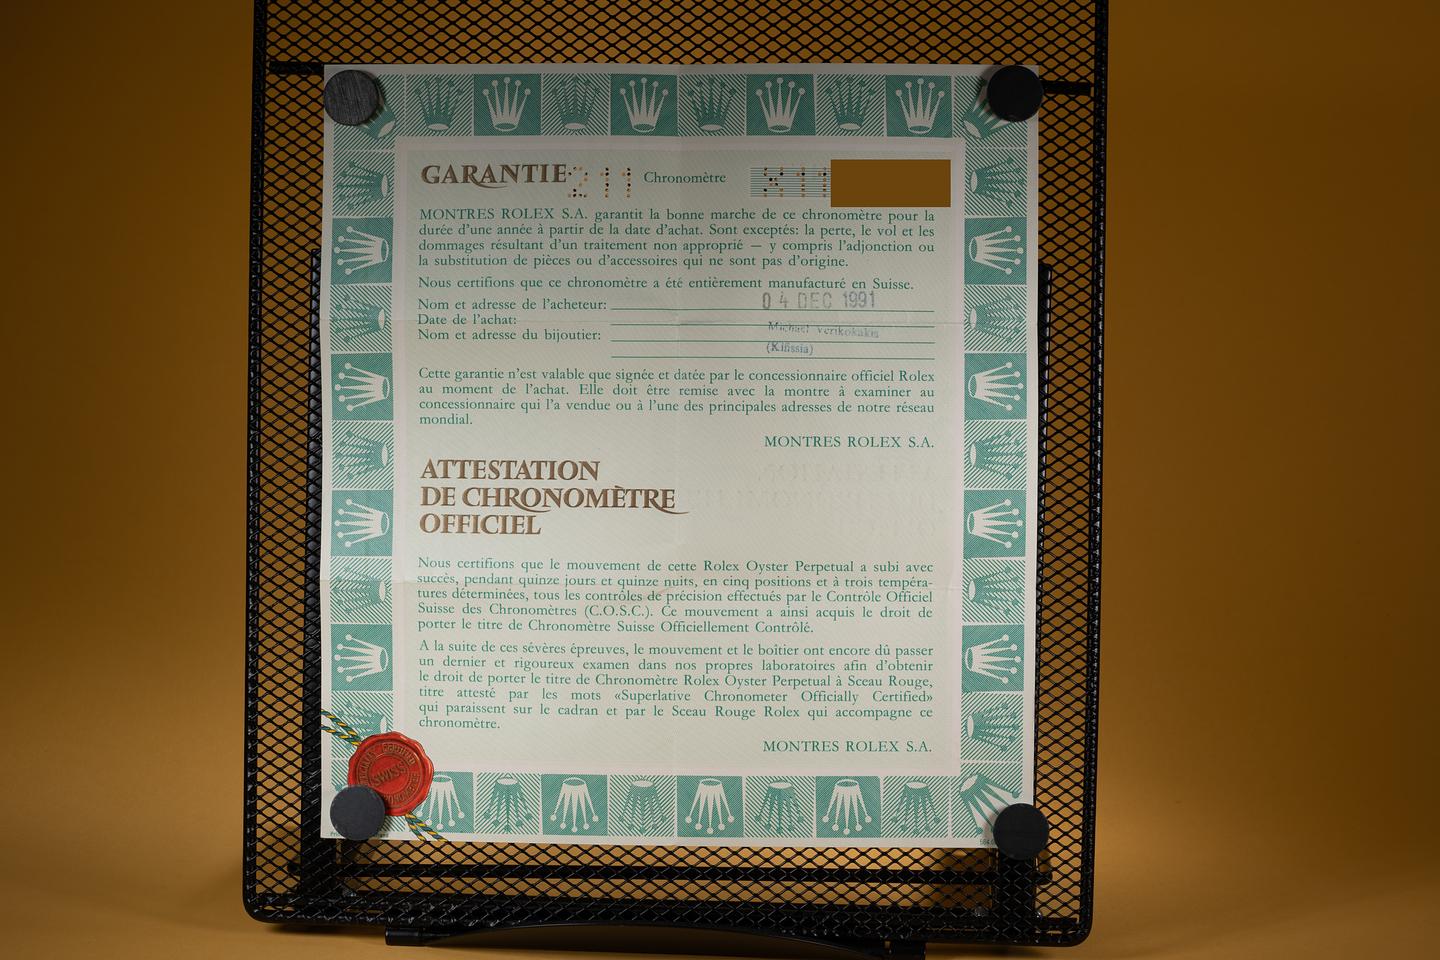 GARANTIE 211 Chronomètre X11
MONTRES ROLEX S.A. garantit la bonne marche de ce chronomètre pour la
durée d’une année à partir de la date d’achat. Sont exceptés: la perte, le vol et les
dommages résultant d’un traitement non approprié — y compris l’adjonction ou
la substitution de pièces ou d’accessoires qui ne sont pas d’origine.
Nous certifions que ce chronomètre a été entièrement manufacturé en Suisse.
Nom et adresse de l’acheteur: 04 DEC 1991
Date de l’achat:
Nom et adresse du bijoutier: Michael Verikokakis
(Kifissia)
Cette garantie n’est valable que signée et datée par le concessionnaire officiel Rolex
au moment de l’achat. Elle doit être remise avec la montre à examiner au
concessionnaire qui l’a vendue ou à l’une des principales adresses de notre réseau
mondial.
MONTRES ROLEX S.A.
ATTESTATION
DE CHRONOMÈTRE
OFFICIEL
Nous certifions que le mouvement de cette Rolex Oyster Perpetual a subi avec
succès, pendant quinze jours et quinze nuits, en cinq positions et à trois tempéra-
tures déterminées, tous les contrôles de précision effectués par le Contrôle Officiel
Suisse des Chronomètres (C.O.S.C.). Ce mouvement a ainsi acquis le droit de
porter le titre de Chronomètre Suisse Officiellement Contrôlé.
A la suite de ces sévères épreuves, le mouvement et le boîtier ont encore dû passer
un dernier et rigoureux examen dans nos propres laboratoires afin d’obtenir
le droit de porter le titre de Chronomètre Rolex Oyster Perpetual à Sceau Rouge,
titre attesté par les mots «Superlative Chronometer Officially Certified»
qui paraissent sur le cadran et par le Sceau Rouge Rolex qui accompagne ce
chronomètre.
MONTRES ROLEX S.A.
CERTIFIED
SWISS